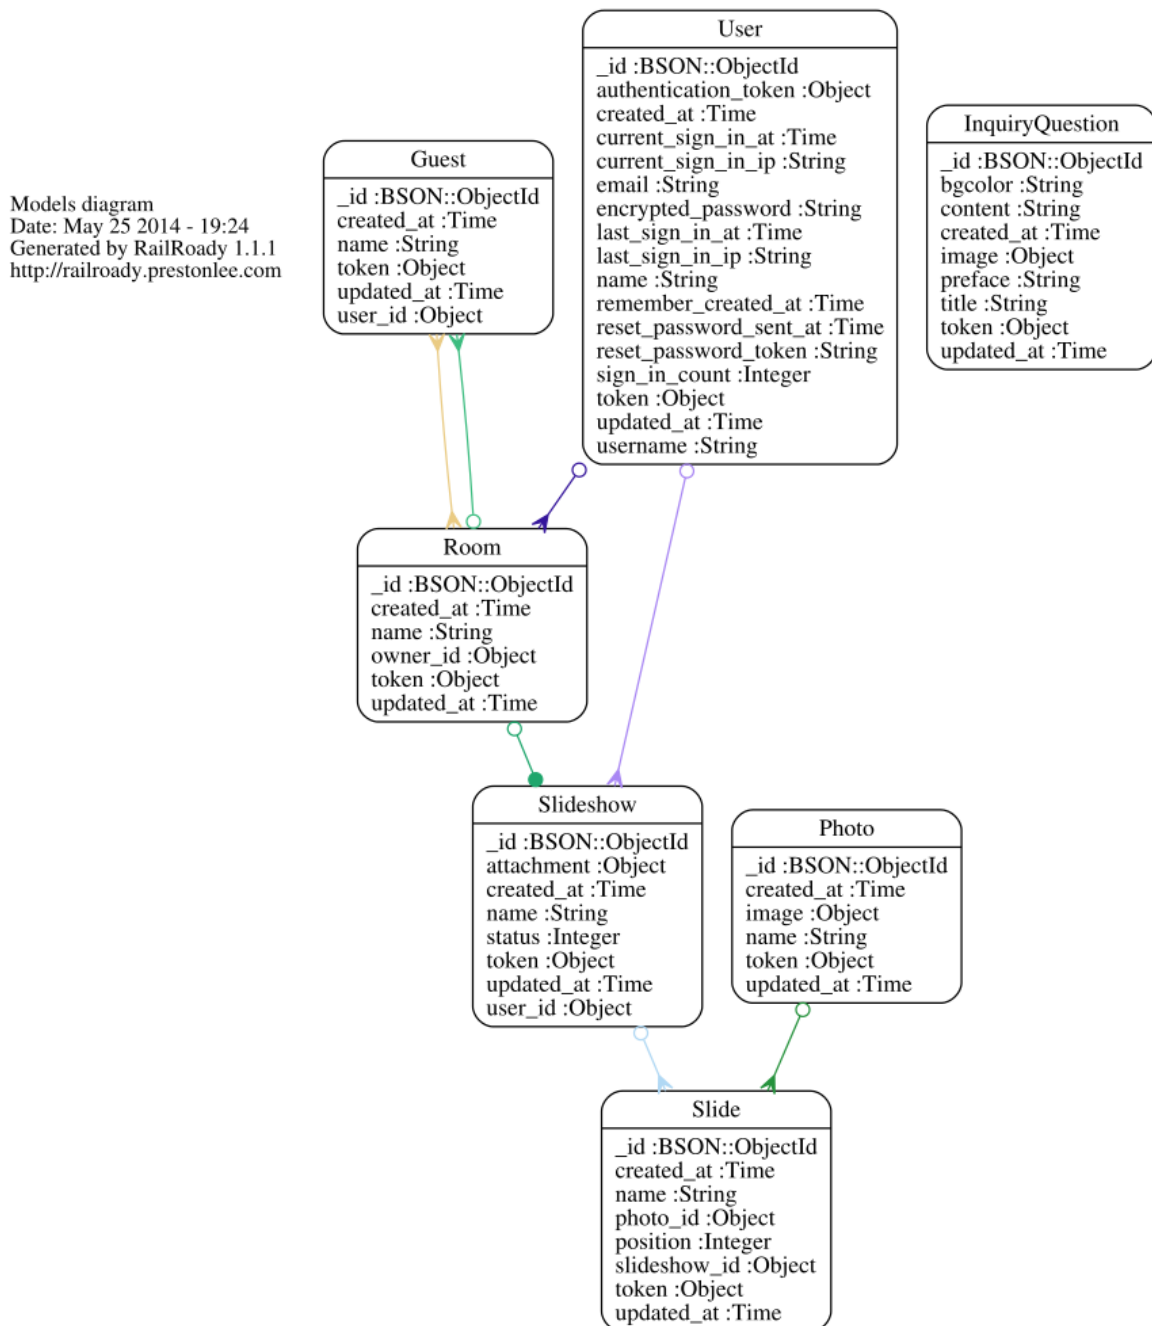 Models diagram
Date: May 25 2014 - 19:24
Generated by RailRoady 1.1.1
http://railroady.prestonlee.com
Guest
_id :BSON::ObjectId
created_at :Time
name :String
token :Object
updated_at :Time
user_id :Object
User
_id :BSON::ObjectId
authentication_token :Object
created_at :Time
current_sign_in_at :Time
current_sign_in_ip :String
email :String
encrypted_password :String
last_sign_in_at :Time
last_sign_in_ip :String
name :String
remember_created_at :Time
reset_password_sent_at :Time
reset_password_token :String
sign_in_count :Integer
token :Object
updated_at :Time
username :String
InquiryQuestion
_id :BSON::ObjectId
bgcolor :String
content :String
created_at :Time
image :Object
preface :String
title :String
token :Object
updated_at :Time
Room
_id :BSON::ObjectId
created_at :Time
name :String
owner_id :Object
token :Object
updated_at :Time
Slideshow
_id :BSON::ObjectId
attachment :Object
created_at :Time
name :String
status :Integer
token :Object
updated_at :Time
user_id :Object
Photo
_id :BSON::ObjectId
created_at :Time
image :Object
name :String
token :Object
updated_at :Time
Slide
_id :BSON::ObjectId
created_at :Time
name :String
photo_id :Object
position :Integer
slideshow_id :Object
token :Object
updated_at :Time